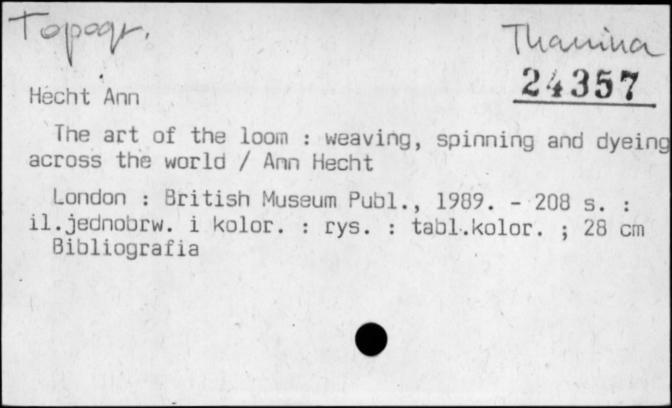 Topogr.
Tkanina
24357
Hecht Ann
The art of the loom : weaving, spinning and dyeing
across the world / Ann Hecht
London : British Museum Publ., 1989. - 208 s. :
il.jednobrw. i kolor. : rys. : tabl.kolor. ; 28 cm
Bibliografia